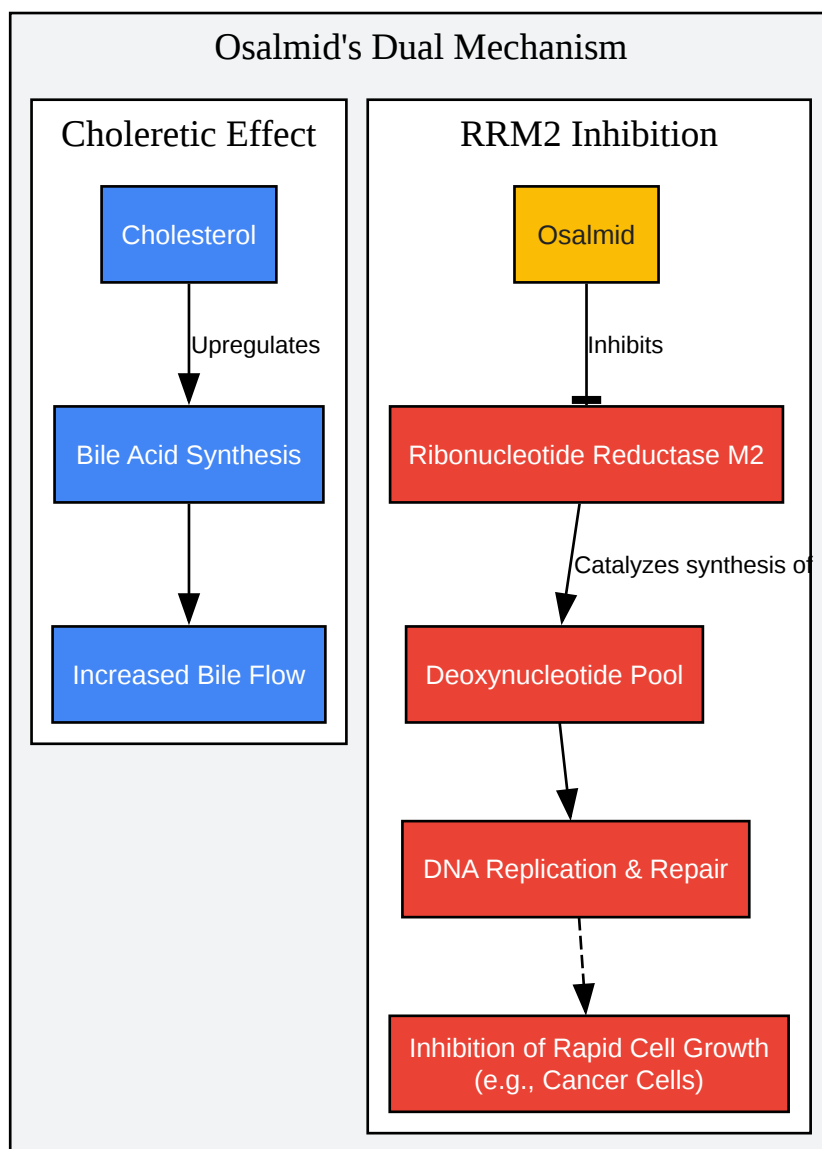 Osalmid's Dual Mechanism
Choleretic Effect
Cholesterol
Upregulates
Bile Acid Synthesis
Increased Bile Flow
RRM2 Inhibition
Osalmid
Inhibits
Ribonucleotide Reductase M2
Catalyzes synthesis of
Deoxynucleotide Pool
DNA Replication & Repair
Inhibition of Rapid Cell Growth
(e.g., Cancer Cells)